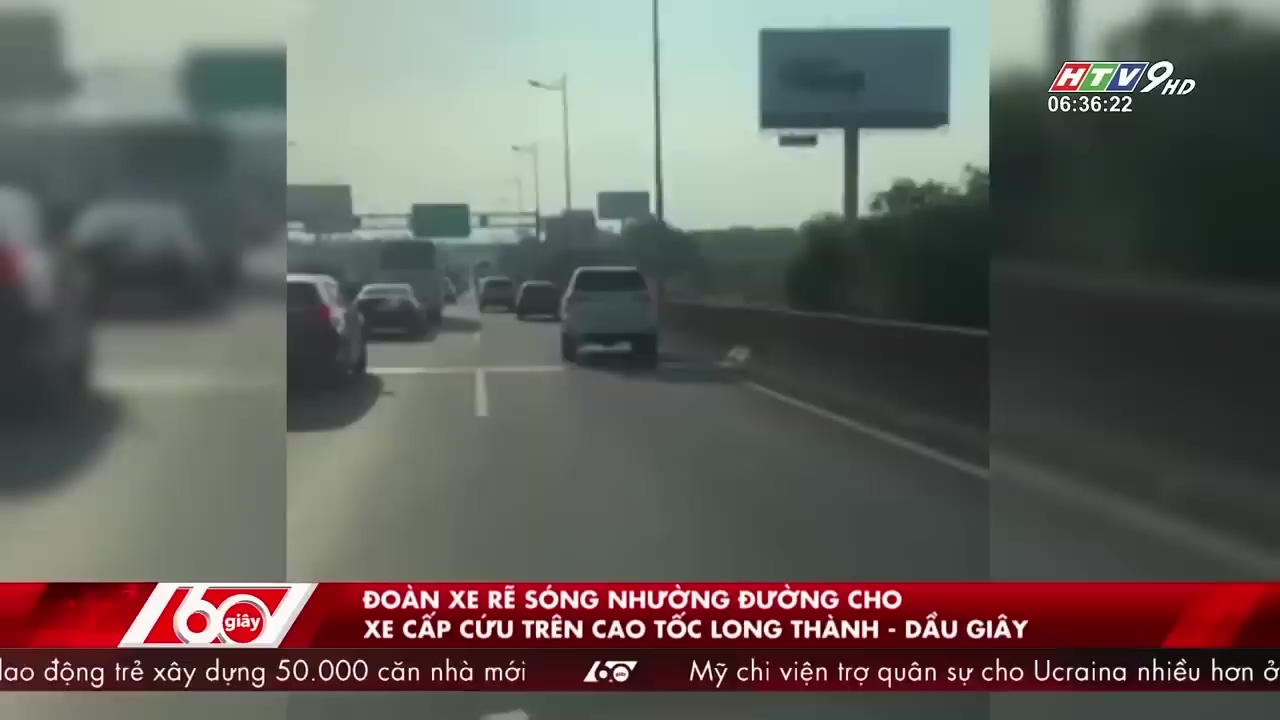 HTV9HD
06:36:22
60 giây
ĐOÀN XE RẼ SÓNG NHƯỜNG ĐƯỜNG CHO
XE CẤP CỨU TRÊN CAO TỐC LONG THÀNH - DẦU GIÂY
lao động trẻ xây dựng 50.000 căn nhà mới 60 giây Mỹ chi viện trợ quân sự cho Ucraina nhiều hơn ở